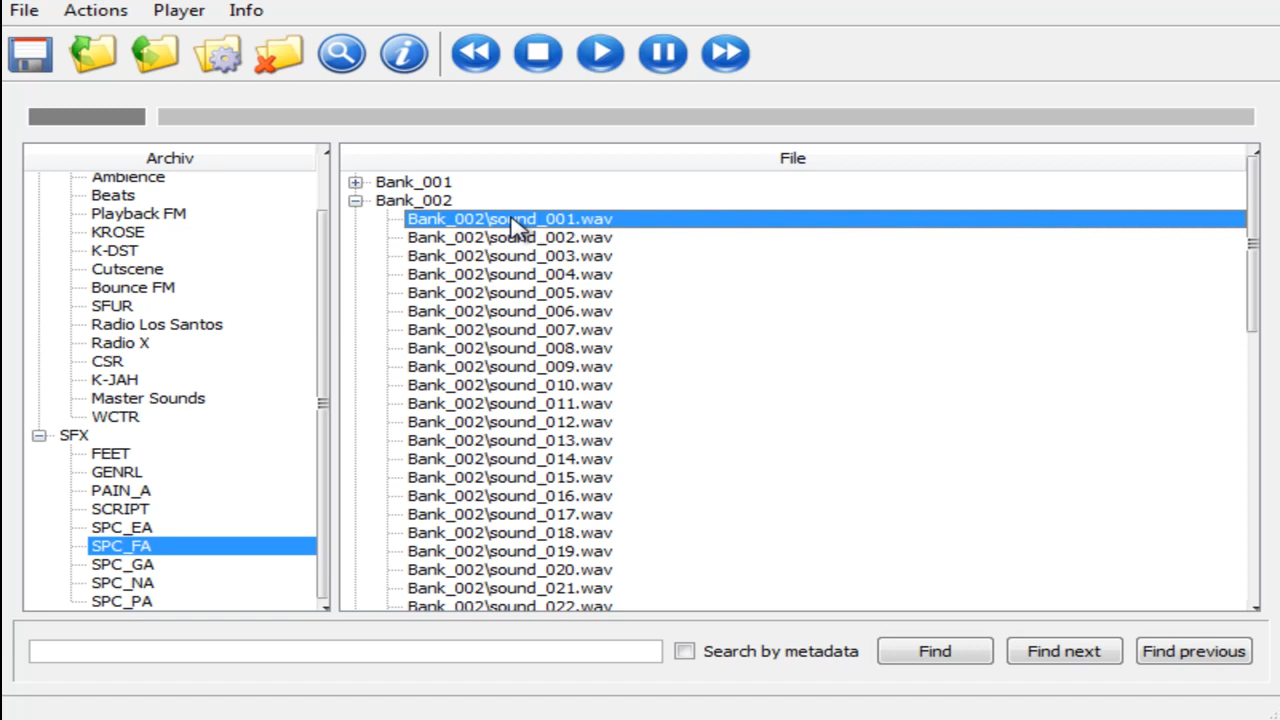 File Actions Player Info
Archiv
Ambience
Beats
Playback FM
KROSE
K-DST
Cutscene
Bounce FM
SFUR
Radio Los Santos
Radio X
CSR
K-JAH
Master Sounds
WCTR
SFX
FEET
GENRL
PAIN_A
SCRIPT
SPC_EA
SPC_FA
SPC_GA
SPC_NA
SPC_PA
File
Bank_001
Bank_002
Bank_002\sound_001.wav
Bank_002\sound_002.wav
Bank_002\sound_003.wav
Bank_002\sound_004.wav
Bank_002\sound_005.wav
Bank_002\sound_006.wav
Bank_002\sound_007.wav
Bank_002\sound_008.wav
Bank_002\sound_009.wav
Bank_002\sound_010.wav
Bank_002\sound_011.wav
Bank_002\sound_012.wav
Bank_002\sound_013.wav
Bank_002\sound_014.wav
Bank_002\sound_015.wav
Bank_002\sound_016.wav
Bank_002\sound_017.wav
Bank_002\sound_018.wav
Bank_002\sound_019.wav
Bank_002\sound_020.wav
Bank_002\sound_021.wav
Bank_002\sound_022.wav
Search by metadata Find Find next Find previous